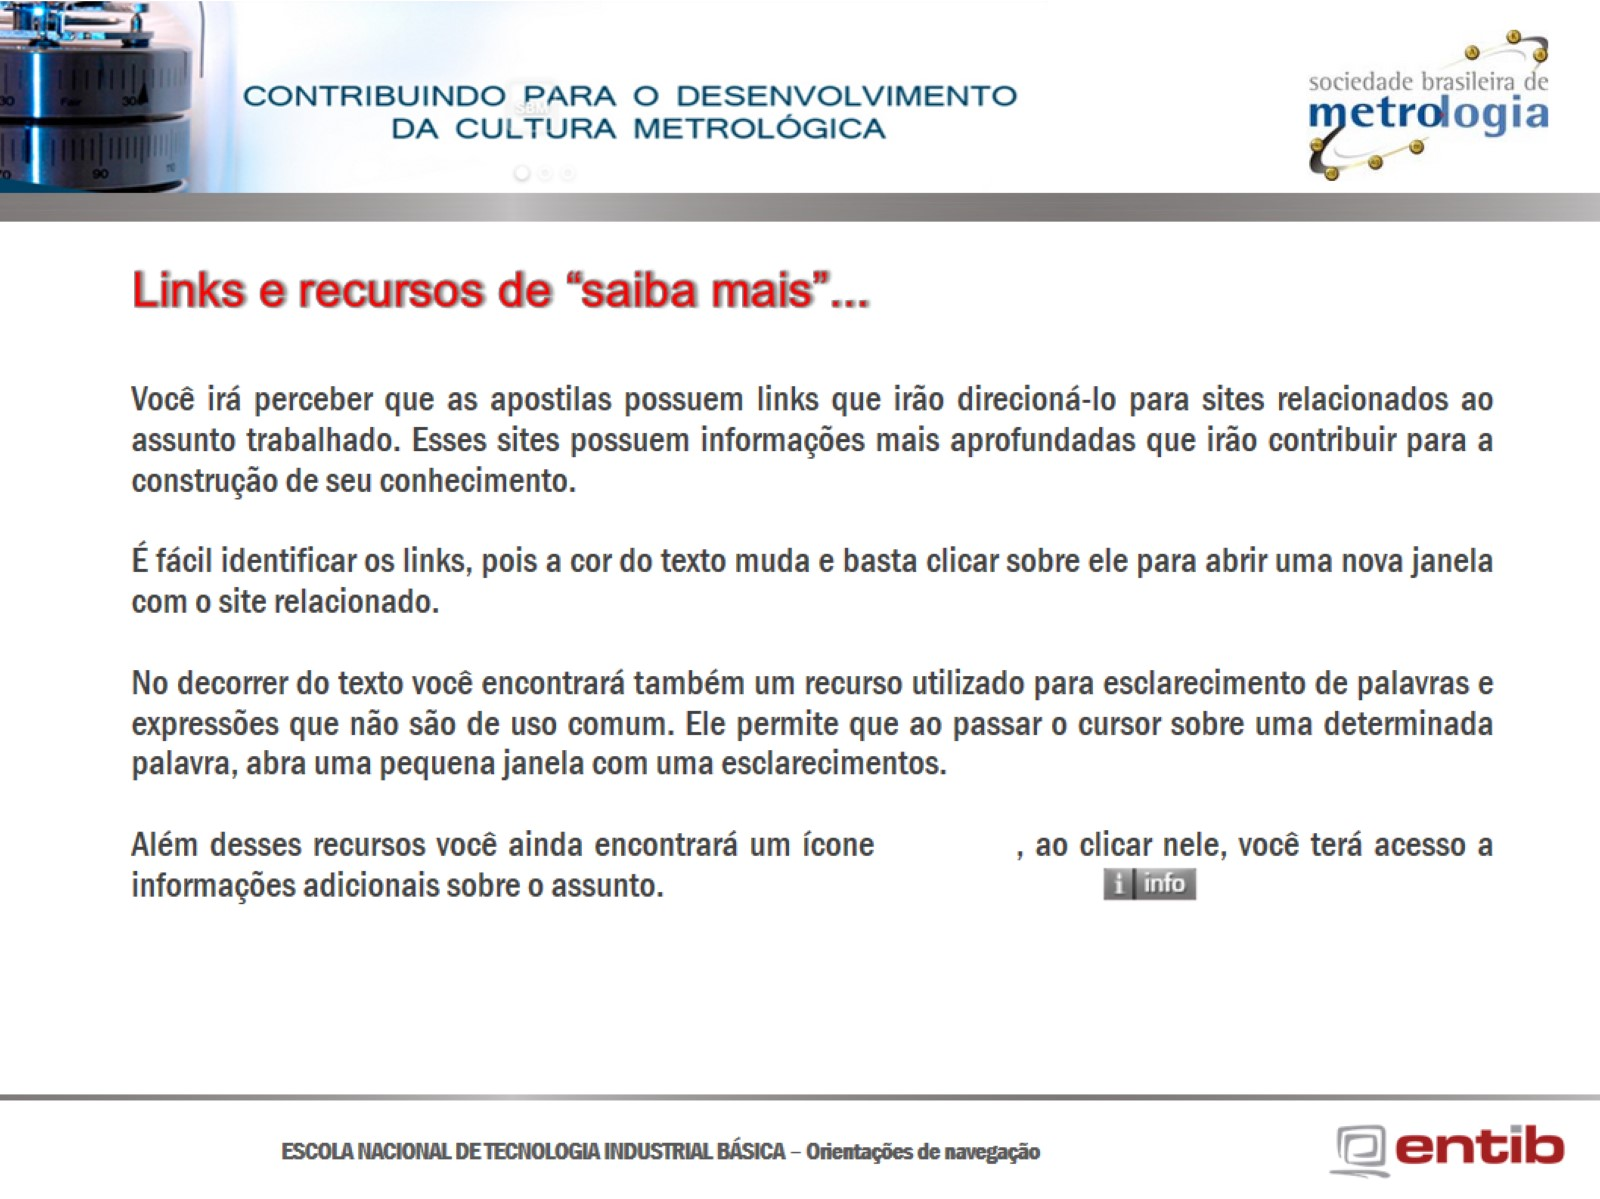 CONTRIBUINDO PARA O DESENVOLVIMENTO
DA CULTURA METROLÓGICA
SBM
sociedade brasileira de
metrologia
30 Fair 30
90 110
Links e recursos de “saiba mais”...
Você irá perceber que as apostilas possuem links que irão direcioná-lo para sites relacionados ao
assunto trabalhado. Esses sites possuem informações mais aprofundadas que irão contribuir para a
construção de seu conhecimento.
É fácil identificar os links, pois a cor do texto muda e basta clicar sobre ele para abrir uma nova janela
com o site relacionado.
No decorrer do texto você encontrará também um recurso utilizado para esclarecimento de palavras e
expressões que não são de uso comum. Ele permite que ao passar o cursor sobre uma determinada
palavra, abra uma pequena janela com uma esclarecimentos.
Além desses recursos você ainda encontrará um ícone , ao clicar nele, você terá acesso a
informações adicionais sobre o assunto.
i info
ESCOLA NACIONAL DE TECNOLOGIA INDUSTRIAL BÁSICA – Orientações de navegação
entib